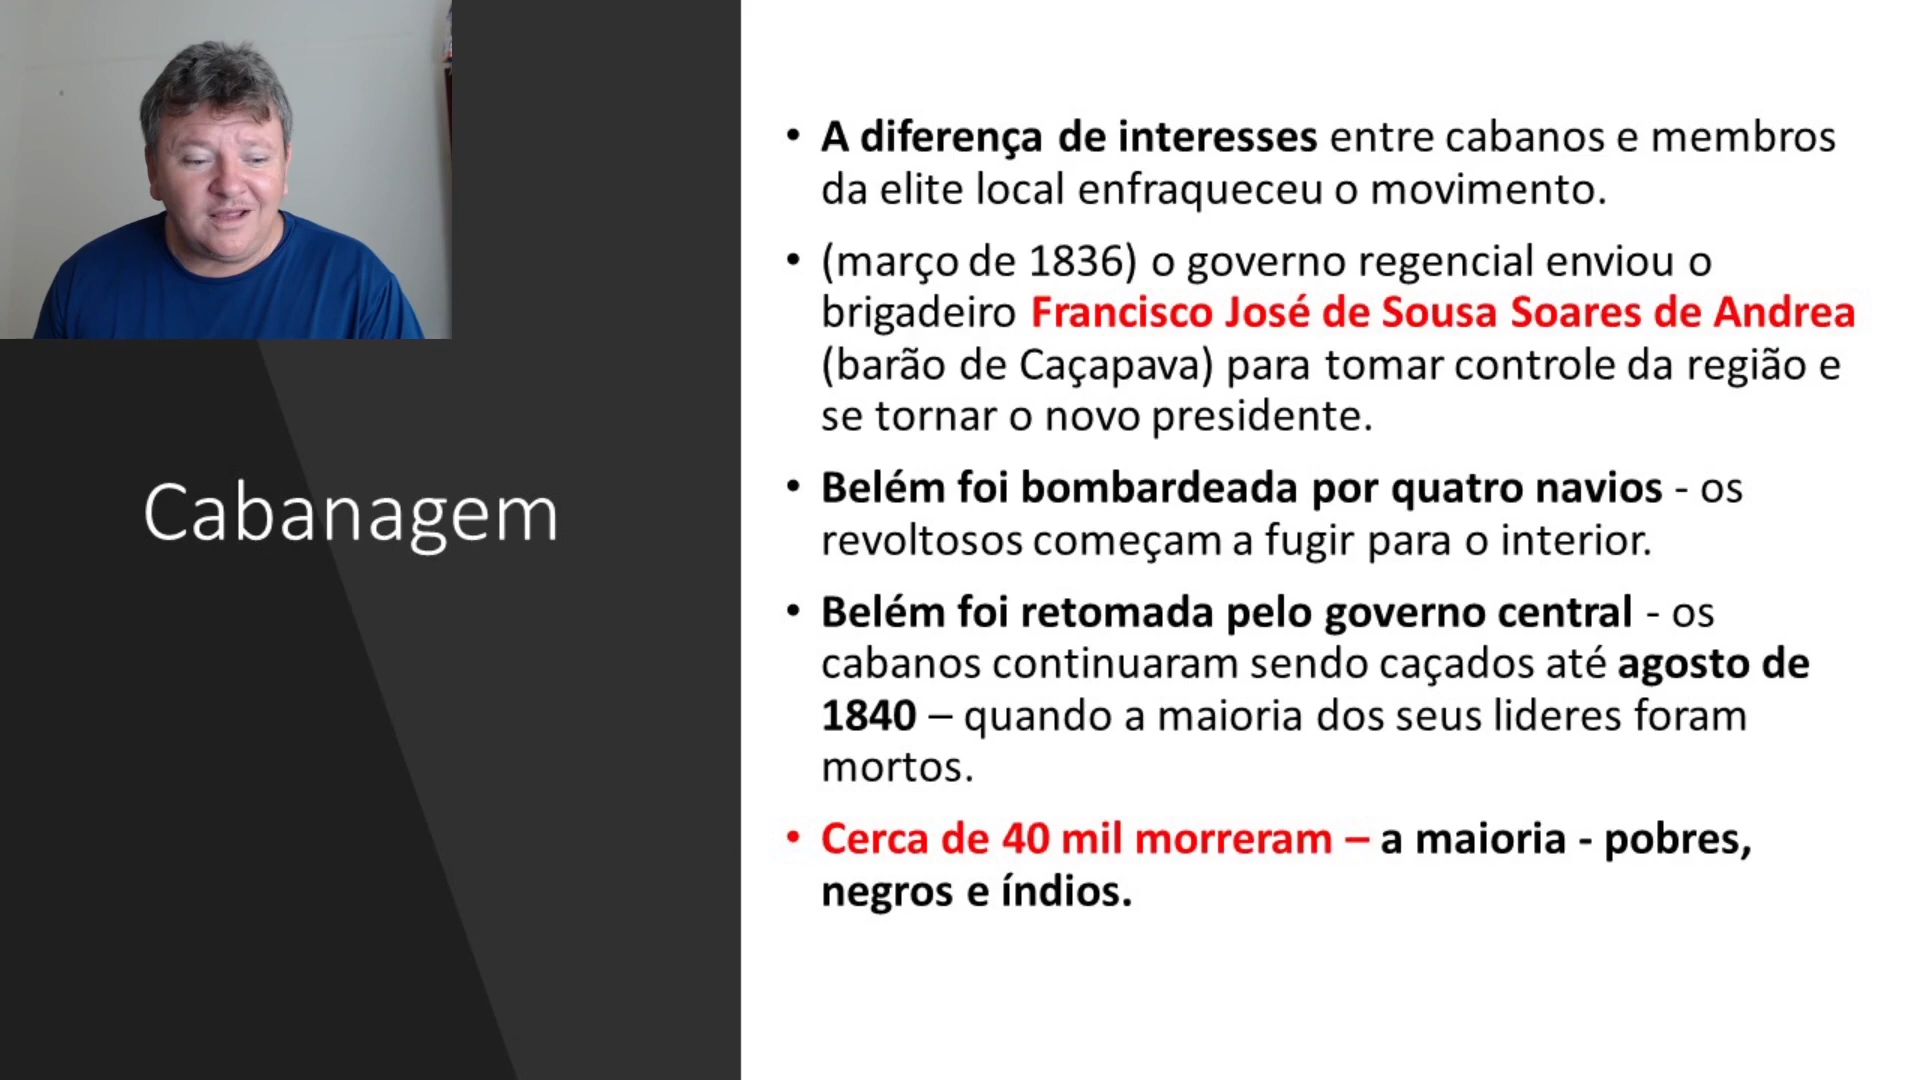 Cabanagem
• A diferença de interesses entre cabanos e membros
da elite local enfraqueceu o movimento.
• (março de 1836) o governo regencial enviou o
brigadeiro Francisco José de Sousa Soares de Andrea
(barão de Caçapava) para tomar controle da região e
se tornar o novo presidente.
• Belém foi bombardeada por quatro navios - os
revoltosos começam a fugir para o interior.
• Belém foi retomada pelo governo central - os
cabanos continuaram sendo caçados até agosto de
1840 – quando a maioria dos seus lideres foram
mortos.
• Cerca de 40 mil morreram – a maioria - pobres,
negros e índios.